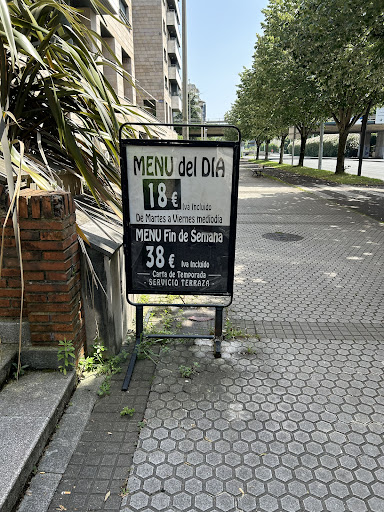 MENU del DIA
18 € Iva Incluido
De Martes a Viernes mediodia
MENU Fin de Semana
38 € Iva Incluido
Carta de Temporada
- SERVICIO TERRAZA -